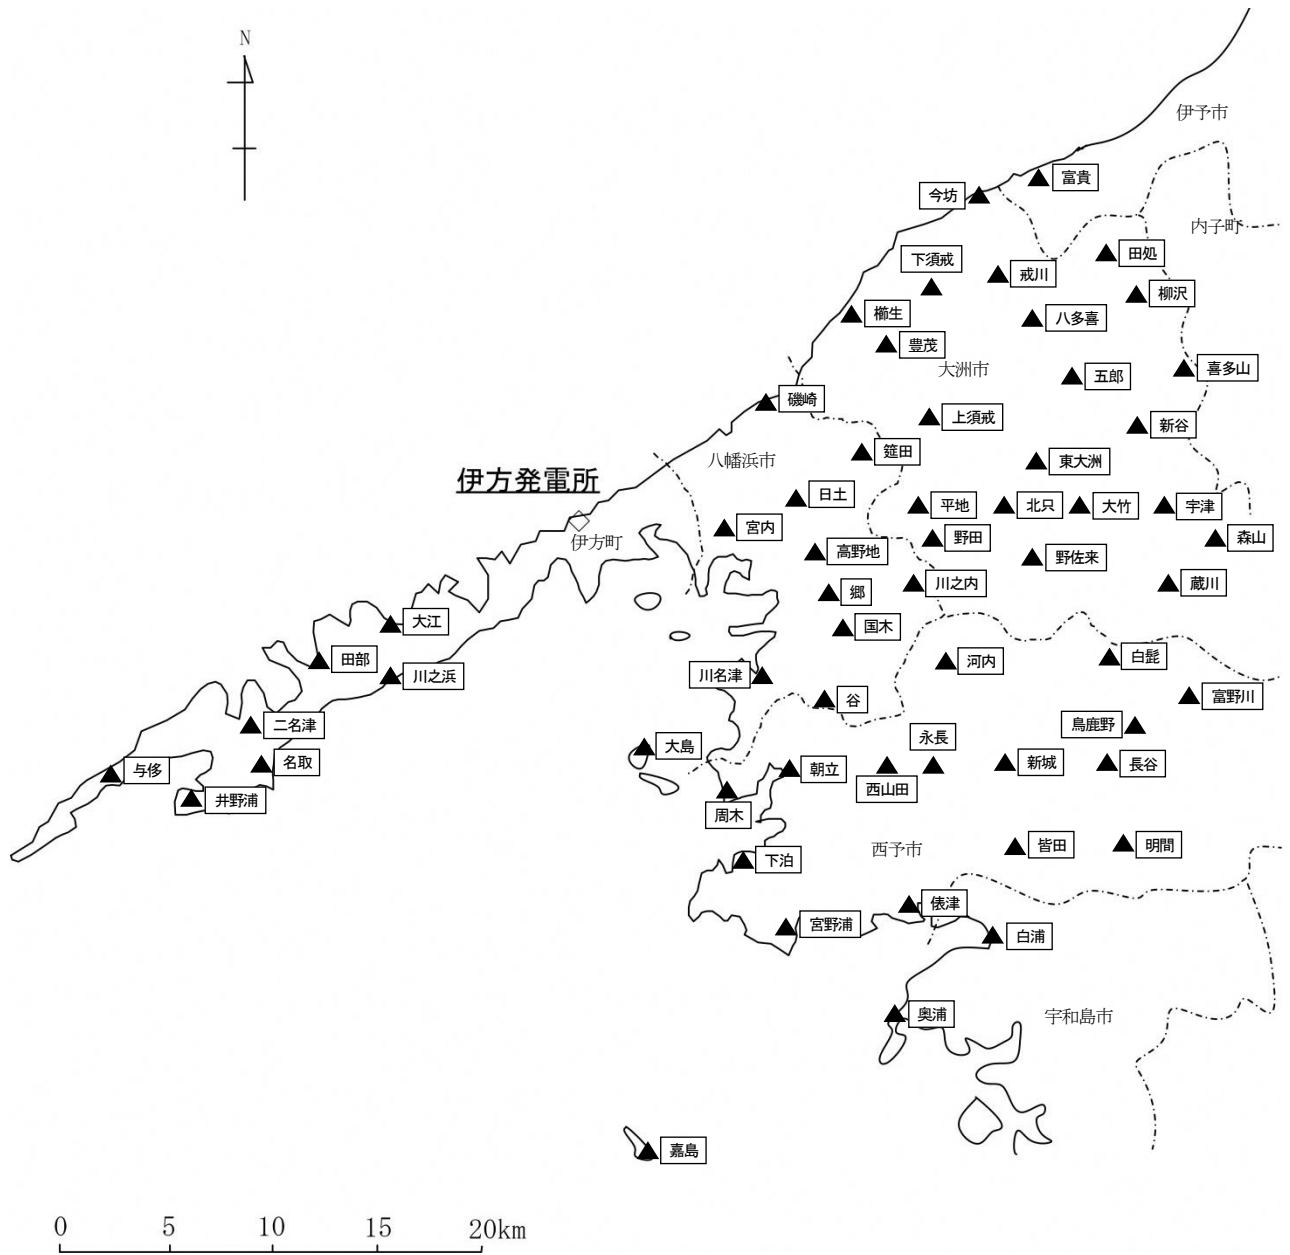 N
伊予市
富貴
今坊
内子町
田処
下須戒
戒川
柳沢
櫛生
八多喜
豊茂
大洲市
喜多山
五郎
磯崎
上須戒
新谷
筵田
八幡浜市
東大洲
伊方発電所
日土
平地
北只
大竹
宇津
宮内
伊方町
野田
森山
高野地
野佐来
川之内
蔵川
郷
大江
国木
田部
河内
白髭
川之浜
川名津
谷
富野川
二名津
鳥鹿野
大島
永長
名取
与侈
朝立
新城
長谷
西山田
井野浦
周木
皆田
明間
西予市
下泊
俵津
宮野浦
白浦
奥浦
宇和島市
嘉島
0 5 10 15 20km